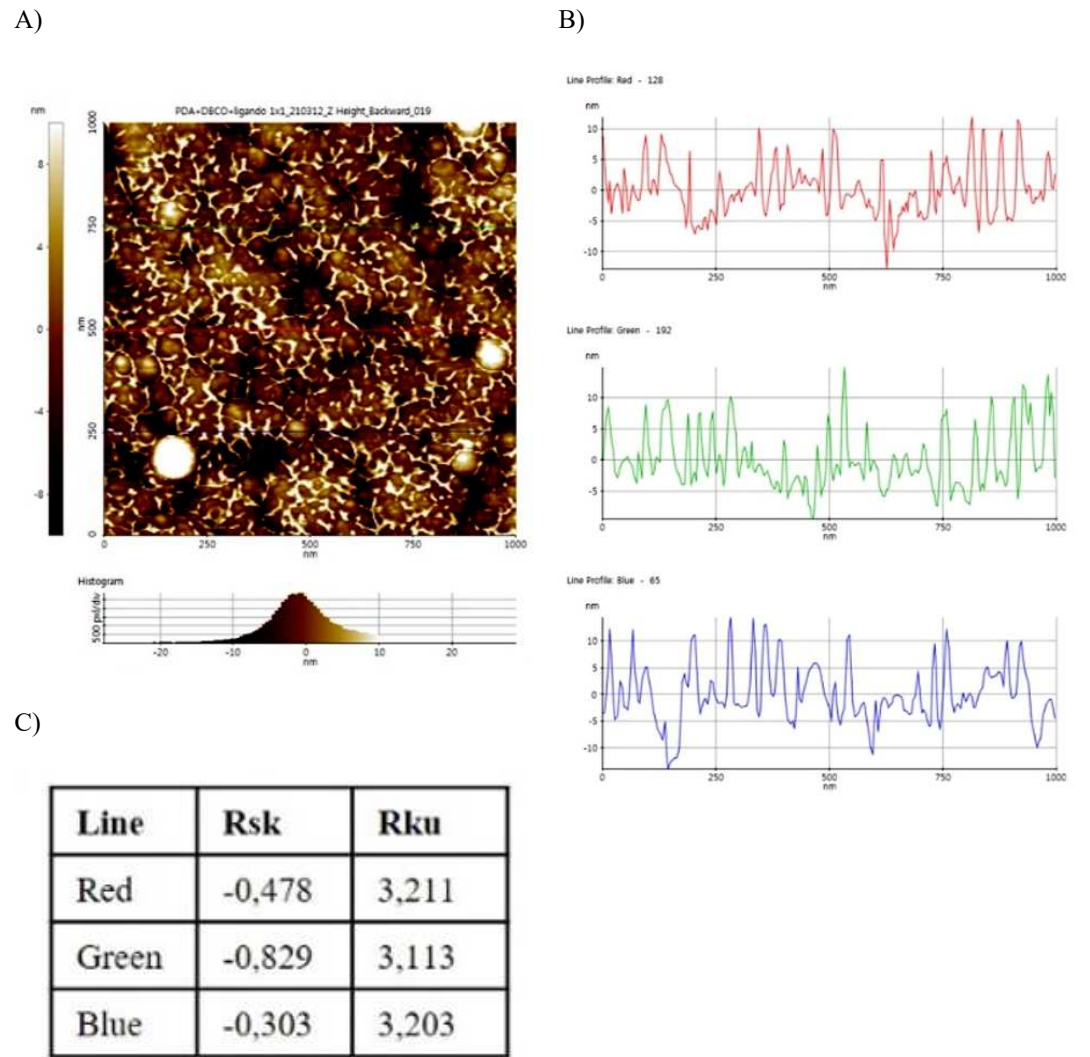 A)
B)
nm
PDA+DBCO+ligando 1x1_210312_Z Height_Backward_019
8
4
0
-4
-8
nm
1000
750
500
250
0
0 250 500 750 1000
nm
Histogram
500 pxl/div
-20 -10 0 10 20
nm
Line Profile: Red - 128
nm
10
5
0
-5
-10
0 250 500 750 1000
nm
Line Profile: Green - 192
nm
10
5
0
-5
0 250 500 750 1000
nm
Line Profile: Blue - 65
nm
10
5
0
-5
-10
0 250 500 750 1000
nm
C)
Line Rsk Rku
Red -0,478 3,211
Green -0,829 3,113
Blue -0,303 3,203